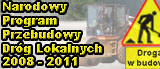 Narodowy
Program
Przebudowy
Dróg Lokalnych
2008 - 2011
Droga
w budow